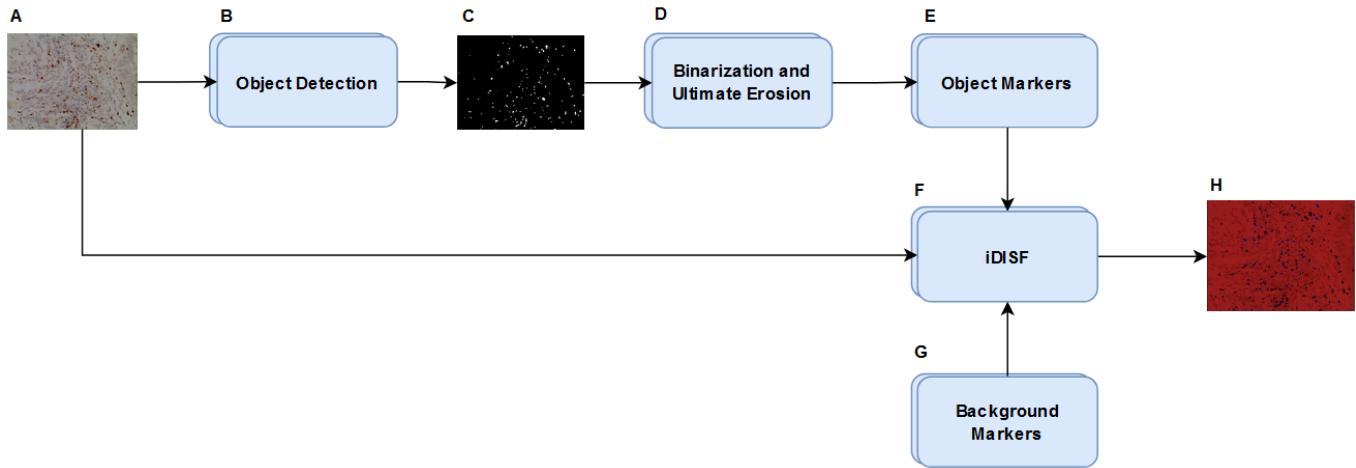 A
B
C
D
E
Object Detection
Binarization and
Ultimate Erosion
Object Markers
F
H
iDISF
G
Background
Markers